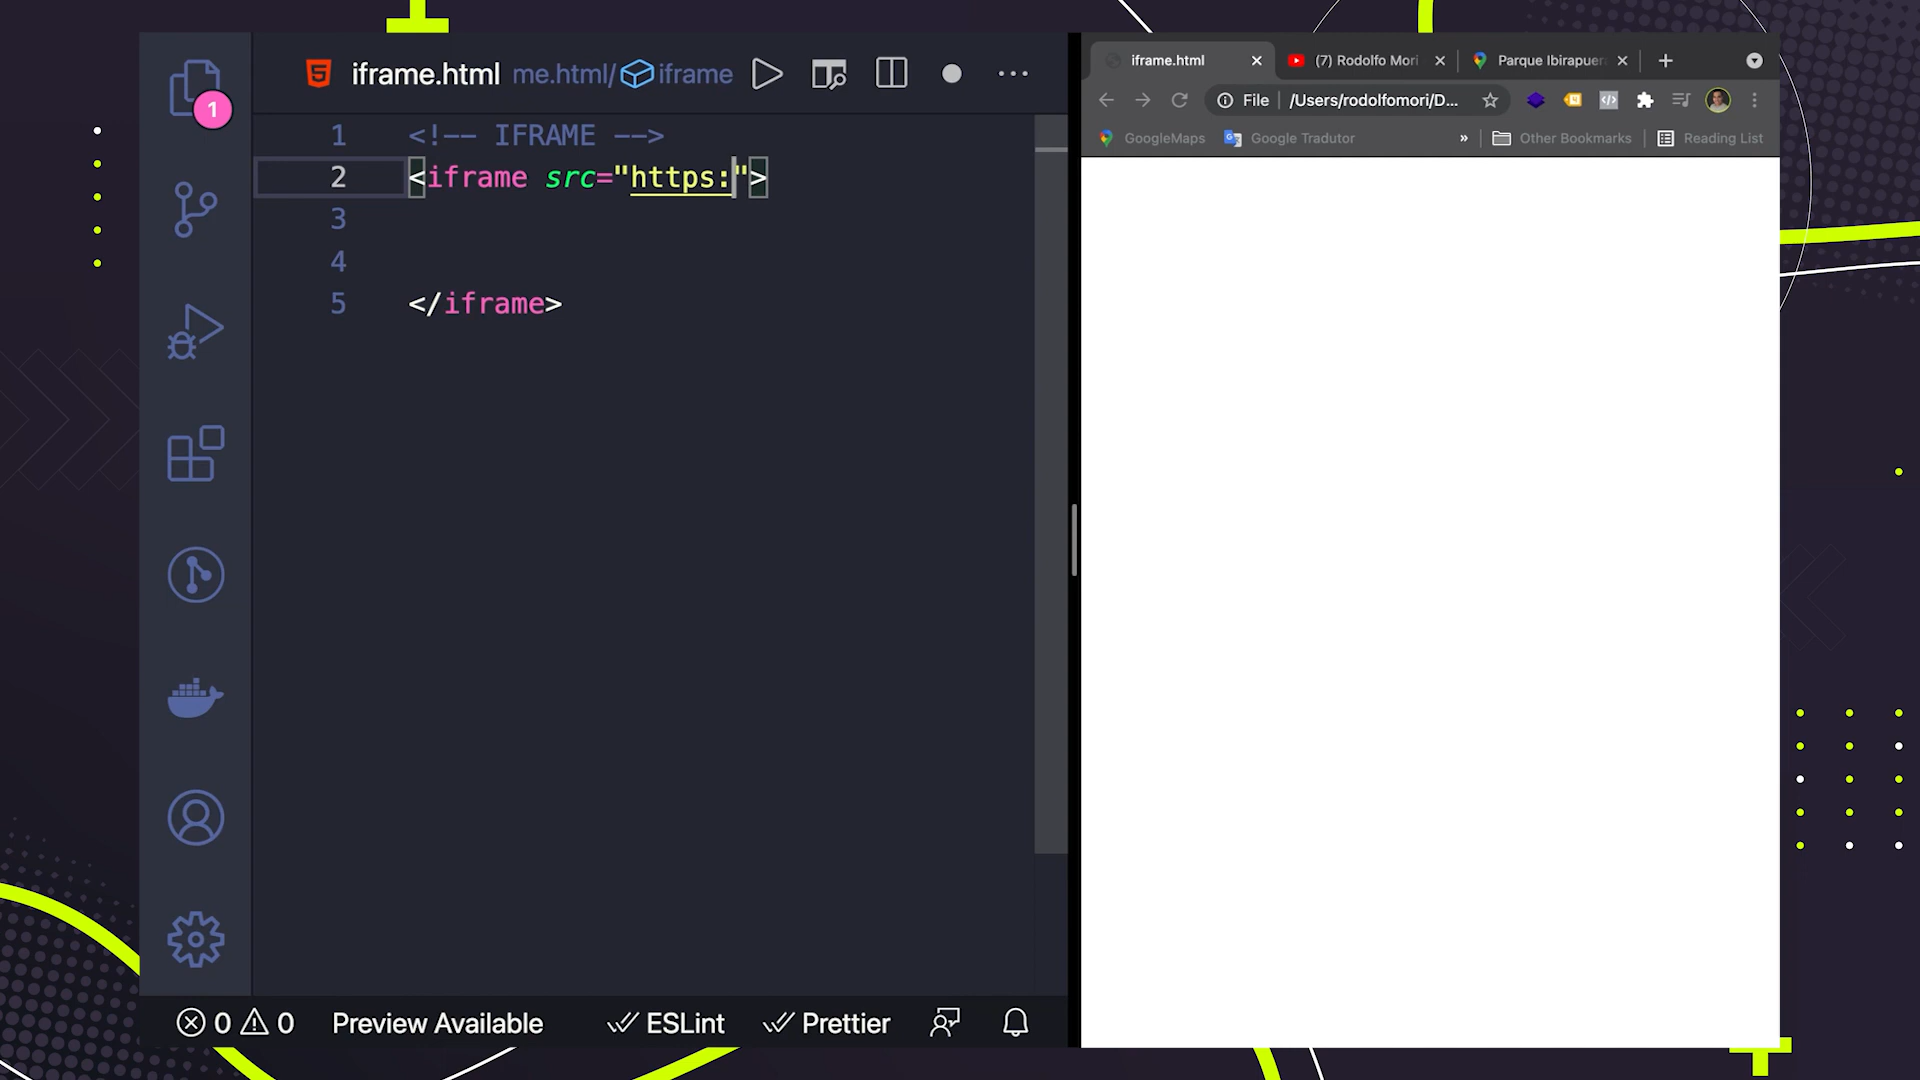 1
iframe.html me.html/ iframe
1 <!-- IFRAME -->
2 <iframe src="https:">
3
4
5 </iframe>
0 0 Preview Available ESLint Prettier
iframe.html (7) Rodolfo Mori Parque Ibirapuer
File /Users/rodolfomori/D...
GoogleMaps Google Tradutor » Other Bookmarks Reading List